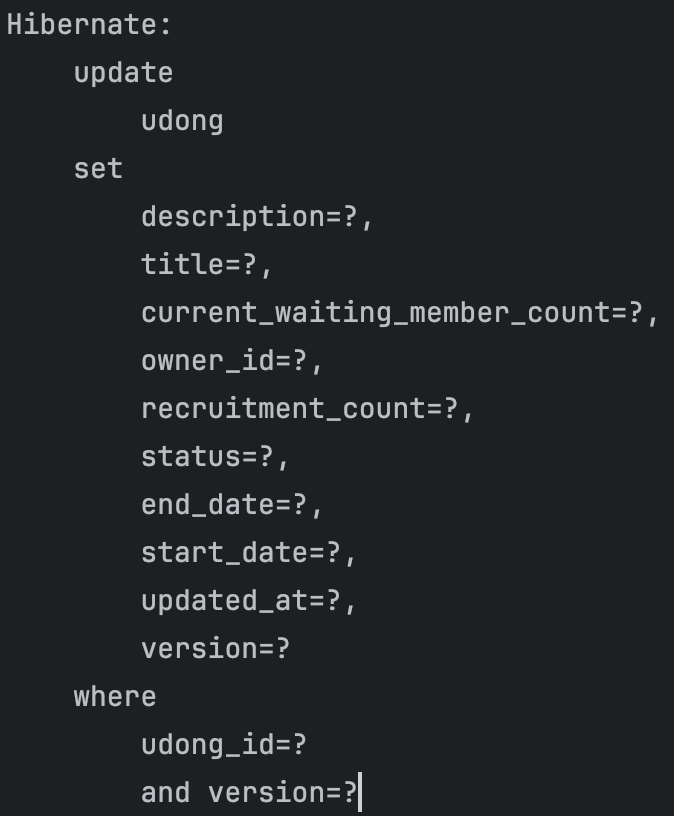 Hibernate:
    update
        udong
    set
        description=?,
        title=?,
        current_waiting_member_count=?,
        owner_id=?,
        recruitment_count=?,
        status=?,
        end_date=?,
        start_date=?,
        updated_at=?,
        version=?
    where
        udong_id=?
        and version=?